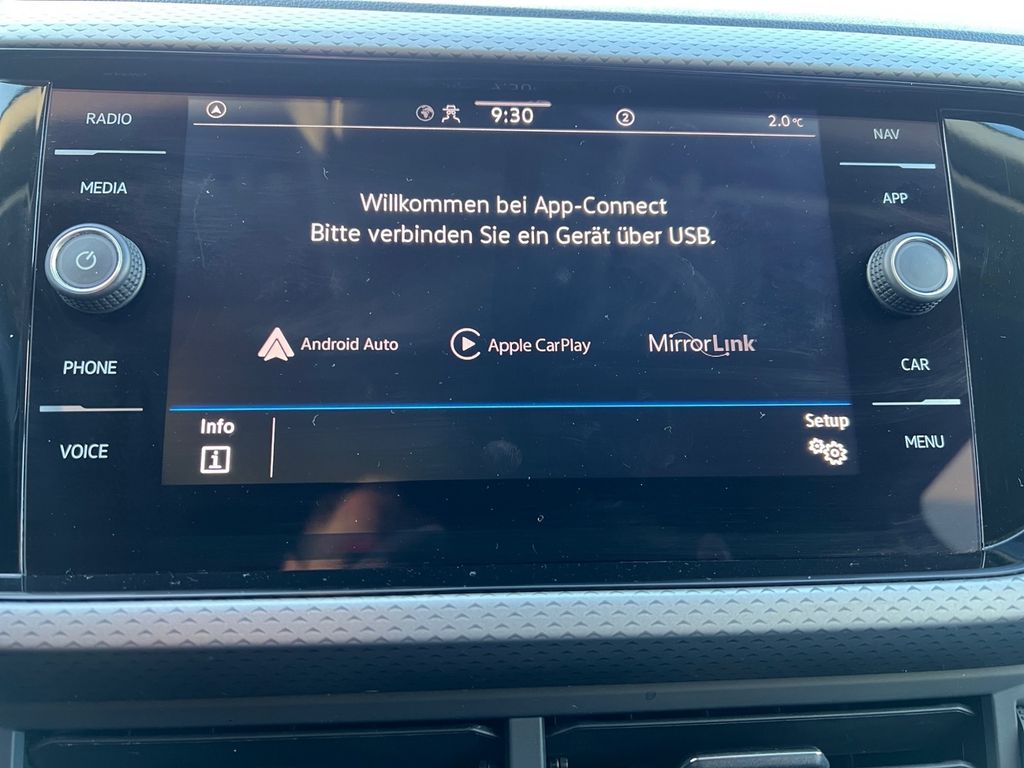 RADIO
MEDIA
PHONE
VOICE
9:30
2
2.0°C
Willkommen bei App-Connect
Bitte verbinden Sie ein Gerät über USB.
Android Auto
Apple CarPlay
MirrorLink
Info
i
Setup
NAV
APP
CAR
MENU